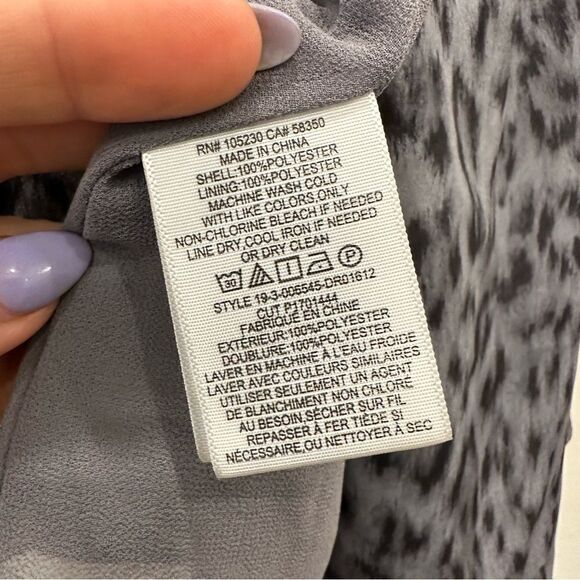 RN# 105230 CA# 58350
MADE IN CHINA
SHELL:100%POLYESTER
LINING:100%POLYESTER
MACHINE WASH COLD
WITH LIKE COLORS,ONLY
NON-CHLORINE BLEACH IF NEEDED
LINE DRY,COOL IRON IF NEEDED
OR DRY CLEAN
30 P
STYLE 19-3-005545-DR01612
CUT P1701444
FABRIQUÉ EN CHINE
EXTÉRIEUR:100%POLYESTER
DOUBLURE:100%POLYESTER
LAVER EN MACHINE À L'EAU FROIDE
LAVER AVEC COULEURS SIMILAIRES
UTILISER SEULEMENT UN AGENT
DE BLANCHIMENT NON CHLORÉ
AU BESOIN,SÉCHER SUR FIL
REPASSER À FER TIÈDE SI
NÉCESSAIRE,OU NETTOYER À SEC